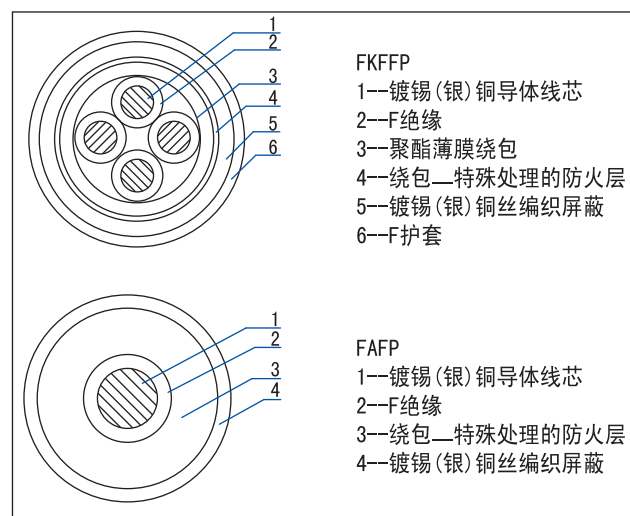 1
2
3
4
5
6
FKFFP
1--镀锡(银)铜导体线芯
2--F绝缘
3--聚酯薄膜绕包
4--绕包—特殊处理的防火层
5--镀锡(银)铜丝编织屏蔽
6--F护套
1
2
3
4
FAFP
1--镀锡(银)铜导体线芯
2--F绝缘
3--绕包—特殊处理的防火层
4--镀锡(银)铜丝编织屏蔽